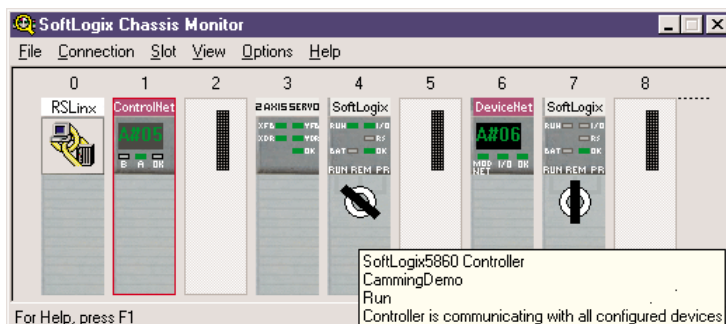 SoftLogix Chassis Monitor
File Connection Slot View Options Help
0 1 2 3 4 5 6 7 8
RSLinx ControlNet 2 AXIS SERVO SoftLogix DeviceNet SoftLogix
A#05 XFB YFB RUN I/O A#06 RUN I/O
XDR YDR RS RS
B A OK OK BAT OK MOD I/O OK BAT OK
NET
RUN REM PR RUN REM PR
SoftLogix5860 Controller
CammingDemo
Run
Controller is communicating with all configured devices
For Help, press F1